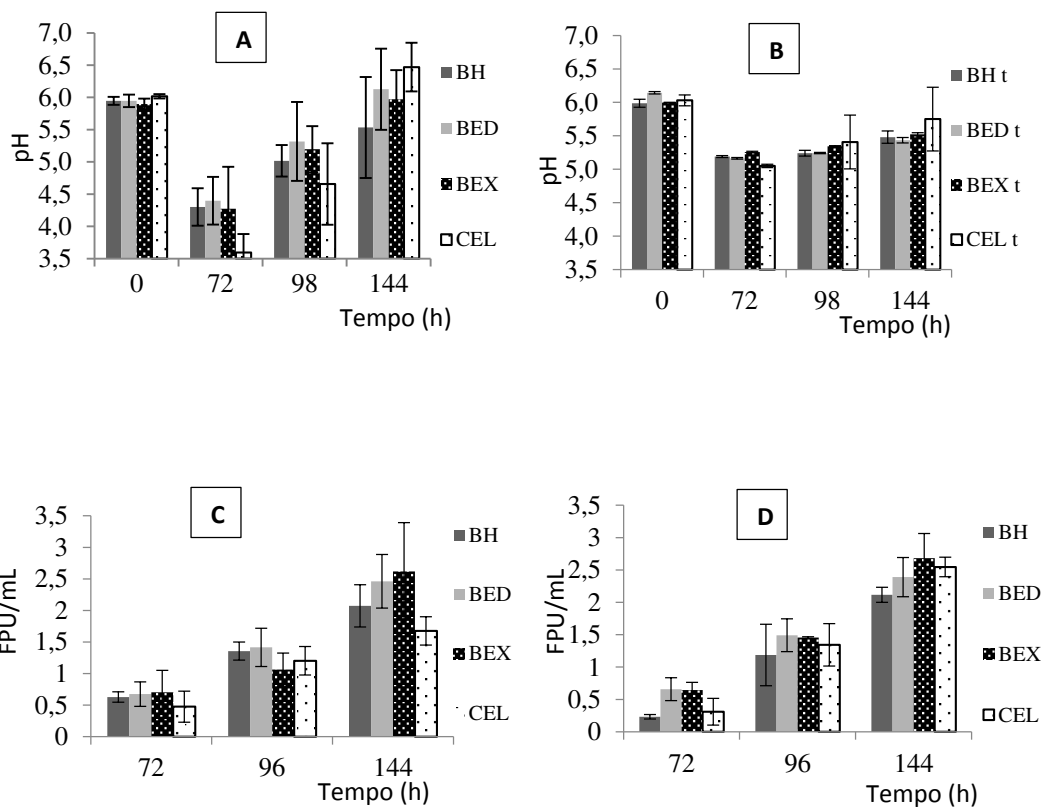 A
7,0
6,5
6,0
5,5
5,0
4,5
4,0
3,5
pH
0 72 98 144
Tempo (h)
BH
BED
BEX
CEL
B
7,0
6,5
6,0
5,5
5,0
4,5
4,0
3,5
pH
0 72 98 144
Tempo (h)
BH t
BED t
BEX t
CEL t
C
3,5
3
2,5
2
1,5
1
0,5
0
FPU/mL
72 96 144
Tempo (h)
BH
BED
BEX
CEL
D
3,5
3
2,5
2
1,5
1
0,5
0
FPU/mL
72 96 144
Tempo (h)
BH
BED
BEX
CEL